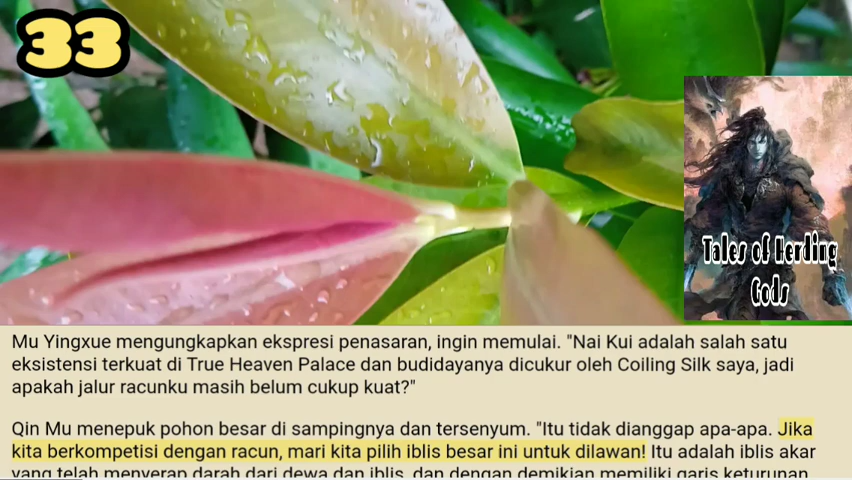 33
Tales of Herding
Gods
Mu Yingxue mengungkapkan ekspresi penasaran, ingin memulai. "Nai Kui adalah salah satu
eksistensi terkuat di True Heaven Palace dan budidayanya dicukur oleh Coiling Silk saya, jadi
apakah jalur racunku masih belum cukup kuat?"
Qin Mu menepuk pohon besar di sampingnya dan tersenyum. "Itu tidak dianggap apa-apa. Jika
kita berkompetisi dengan racun, mari kita pilih iblis besar ini untuk dilawan! Itu adalah iblis akar
yang telah menyerap darah dari dewa dan iblis, dan dengan demikian memiliki garis keturunan